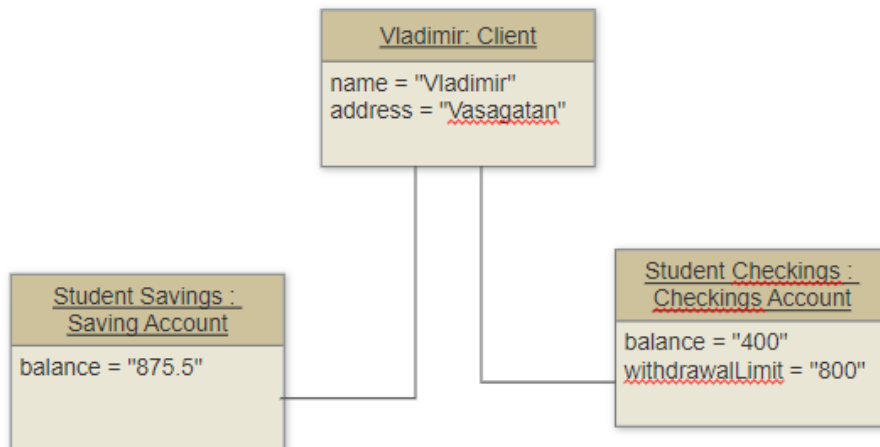 Vladimir: Client
name = "Vladimir"
address = "Vasagatan"
Student Savings :
Saving Account
balance = "875.5"
Student Checkings :
Checkings Account
balance = "400"
withdrawalLimit = "800"